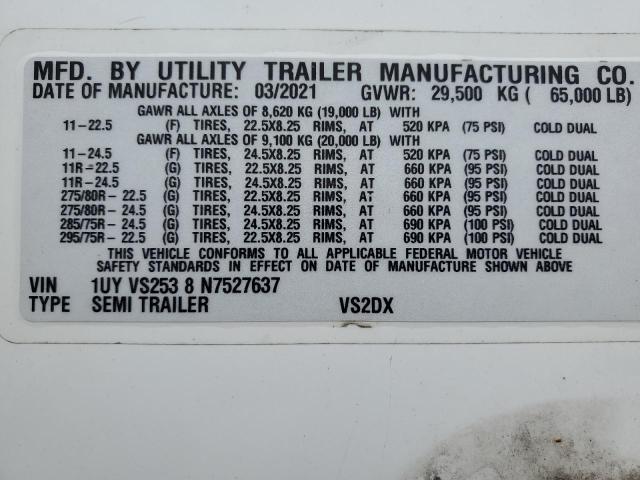 MFD. BY UTILITY TRAILER MANUFACTURING CO.
DATE OF MANUFACTURE: 03/2021 GVWR: 29,500 KG ( 65,000 LB)
GAWR ALL AXLES OF 8,620 KG (19,000 LB) WITH
11-22.5 (F) TIRES, 22.5X8.25 RIMS, AT 520 KPA (75 PSI) COLD DUAL
GAWR ALL AXLES OF 9,100 KG (20,000 LB) WITH
11-24.5 (F) TIRES, 24.5X8.25 RIMS, AT 520 KPA (75 PSI) COLD DUAL
11R-22.5 (G) TIRES, 22.5X8.25 RIMS, AT 660 KPA (95 PSI) COLD DUAL
11R-24.5 (G) TIRES, 24.5X8.25 RIMS, AT 660 KPA (95 PSI) COLD DUAL
275/80R- 22.5 (G) TIRES, 22.5X8.25 RIMS, AT 660 KPA (95 PSI) COLD DUAL
275/80R- 24.5 (G) TIRES, 24.5X8.25 RIMS, AT 660 KPA (95 PSI) COLD DUAL
285/75R- 24.5 (G) TIRES, 24.5X8.25 RIMS, AT 690 KPA (100 PSI) COLD DUAL
295/75R- 22.5 (G) TIRES, 22.5X8.25 RIMS, AT 690 KPA (100 PSI) COLD DUAL
THIS VEHICLE CONFORMS TO ALL APPLICABLE FEDERAL MOTOR VEHICLE
SAFETY STANDARDS IN EFFECT ON DATE OF MANUFACTURE SHOWN ABOVE
VIN 1UY VS253 8 N7527637
TYPE SEMI TRAILER VS2DX